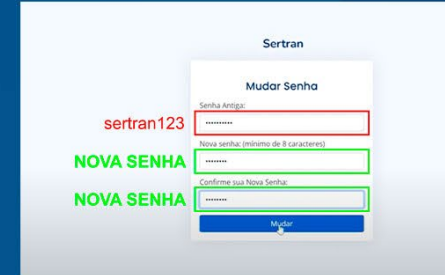 Sertran
Mudar Senha
Senha Antiga:
sertran123
••••••••••
Nova senha: (mínimo de 8 caracteres)
NOVA SENHA
••••••••
Confirme sua Nova Senha:
NOVA SENHA
••••••••
Mudar